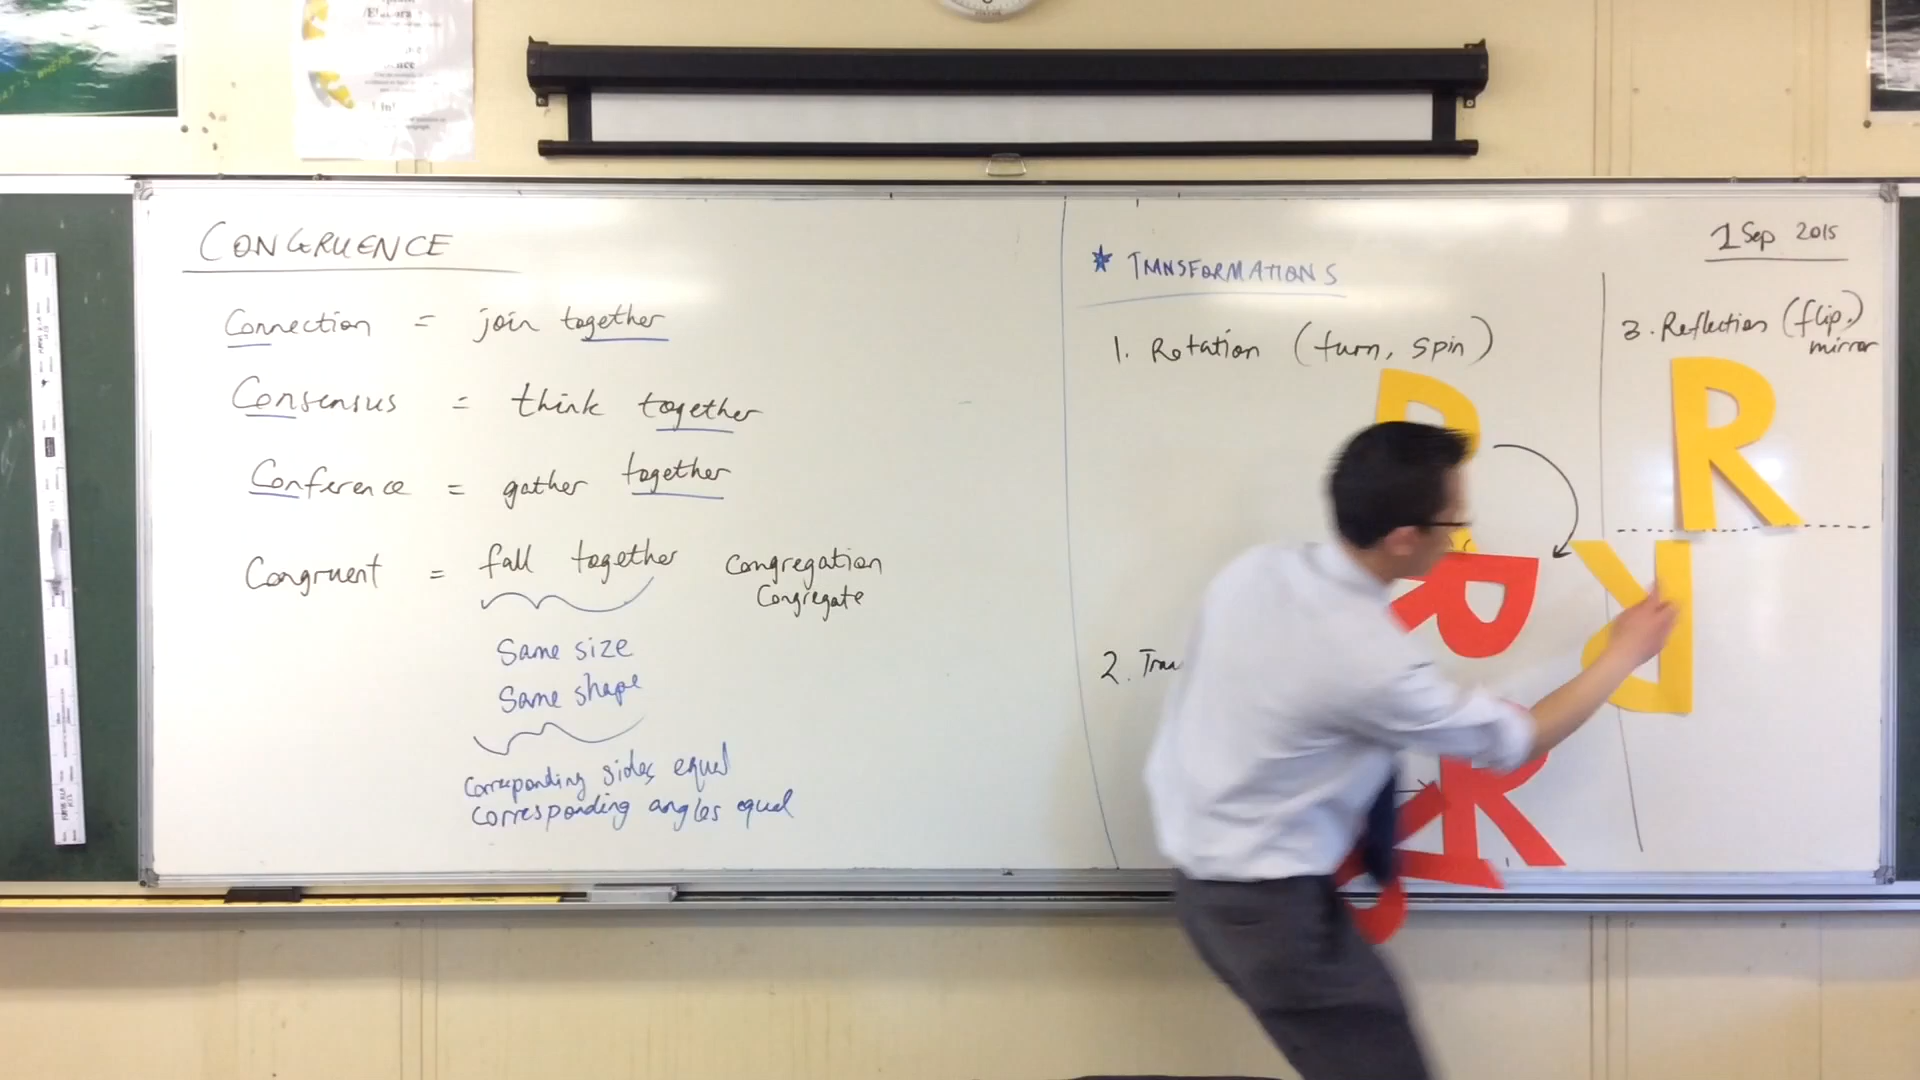 CONGRUENCE
Connection = join together
Consensus = think together
Conference = gather together
Congruent = fall together
Congregation
Congregate
Same size
Same shape
Corresponding sides equal
Corresponding angles equal
1 Sep 2015
* TRANSFORMATIONS
1. Rotation (turn, spin)
R
R
2. Tran
R
3. Reflection (flip,)
mirror
R
R